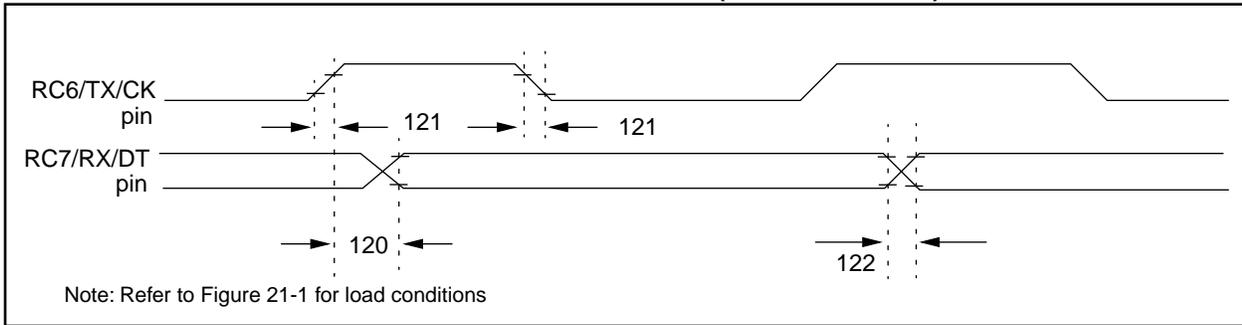 RC6/TX/CK
pin
121
121
RC7/RX/DT
pin
120
122
Note: Refer to Figure 21-1 for load conditions